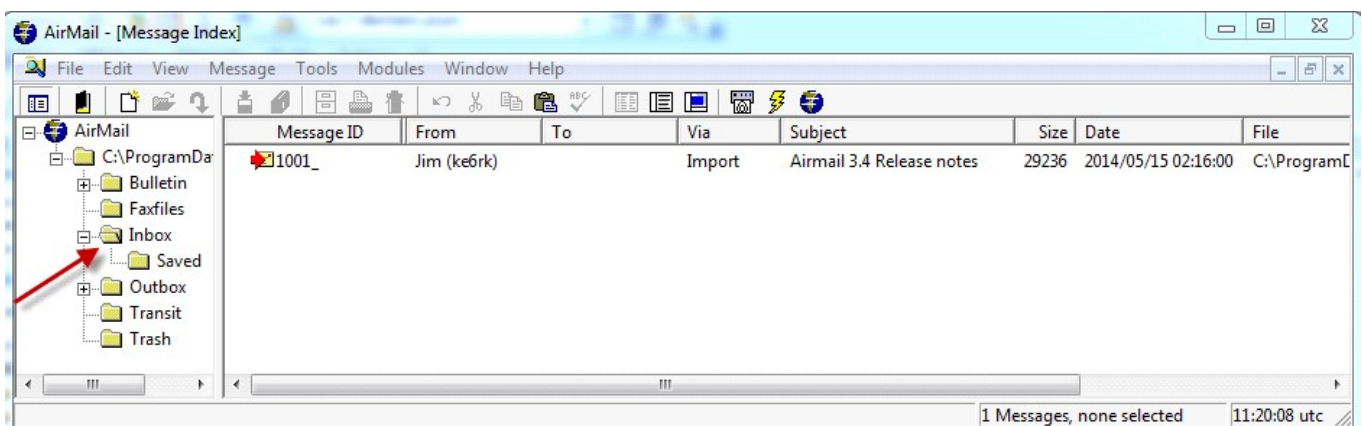 AirMail - [Message Index]
File Edit View Message Tools Modules Window Help
AirMail
C:\ProgramDa
Bulletin
Faxfiles
Inbox
Saved
Outbox
Transit
Trash
Message ID From To Via Subject Size Date File
1001_ Jim (ke6rk) Import Airmail 3.4 Release notes 29236 2014/05/15 02:16:00 C:\ProgramD
1 Messages, none selected 11:20:08 utc